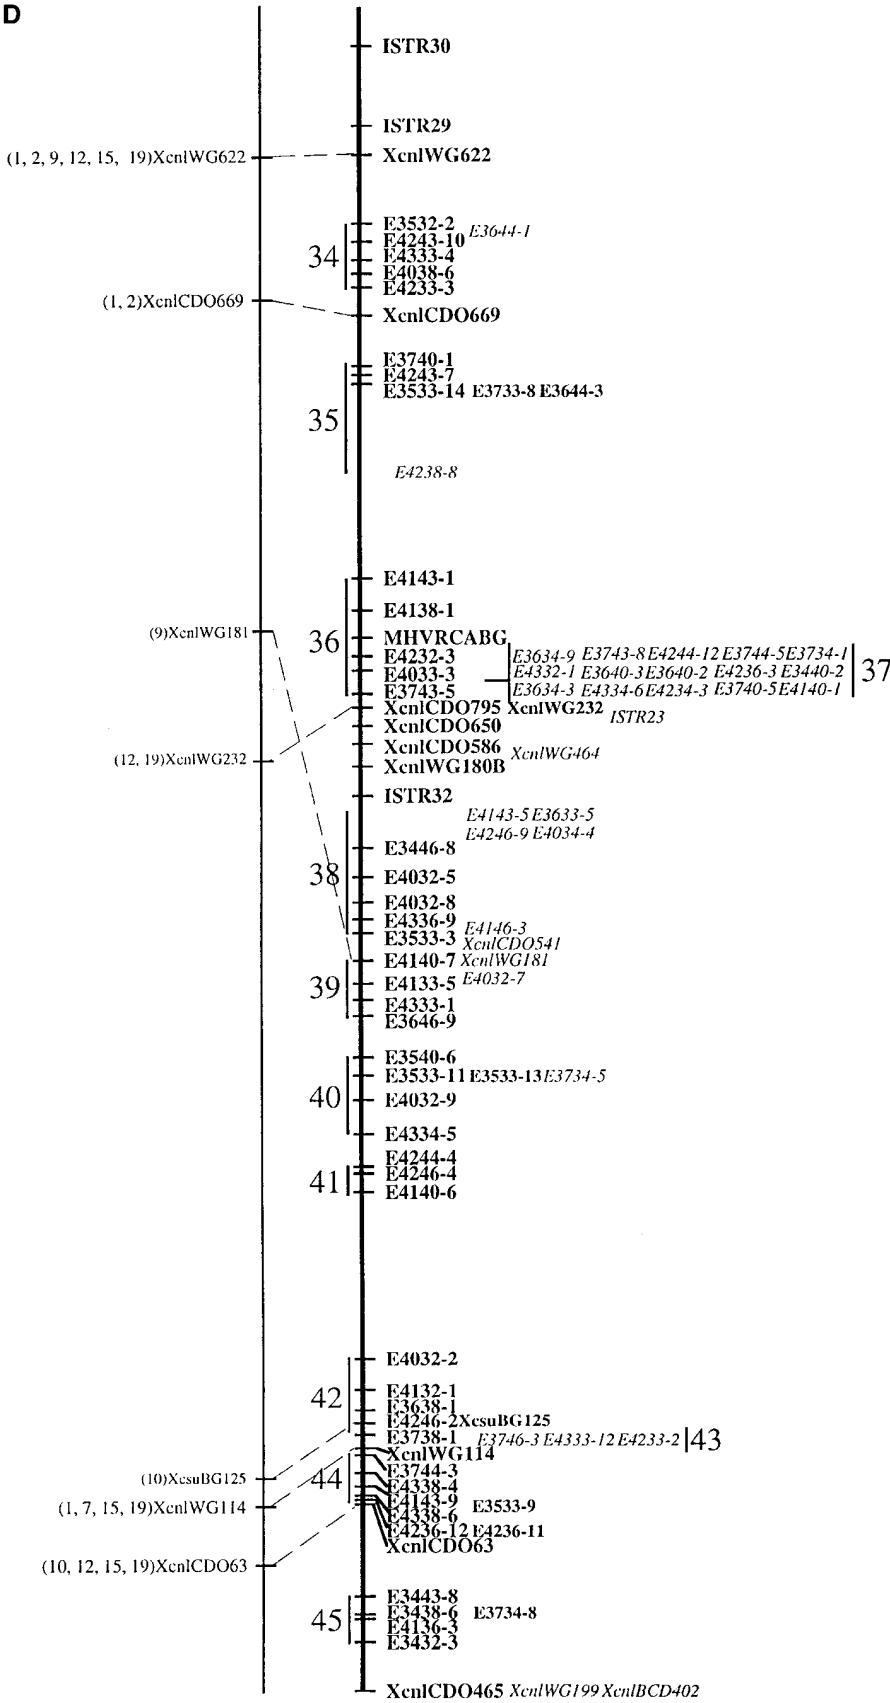 D
ISTR30
ISTR29
(1, 2, 9, 12, 15, 19)XcnlWG622 XcnlWG622
E3532-2 E3644-1
E4243-10
34 E4333-4
E4038-6
E4233-3
(1, 2)XcnlCDO669 XcnlCDO669
E3740-1
E4243-7
E3533-14 E3733-8 E3644-3
35
E4238-8
E4143-1
E4138-1
(9)XcnlWG181 36 MHVRCABG
E4232-3 E3634-9 E3743-8 E4244-12 E3744-5 E3734-1
E4033-3 E4332-1 E3640-3 E3640-2 E4236-3 E3440-2 37
E3743-5 E3634-3 E4334-6 E4234-3 E3740-5 E4140-1
XcnlCDO795 XcnlWG232 ISTR23
XcnlCDO650
XcnlCDO586 XcnlWG464
(12, 19)XcnlWG232 XcnlWG180B
ISTR32
E4143-5 E3633-5
E4246-9 E4034-4
E3446-8
38 E4032-5
E4032-8
E4336-9 E4146-3
E3533-3 XcnlCDO541
E4140-7 XcnlWG181
39 E4133-5 E4032-7
E4333-1
E3646-9
E3540-6
E3533-11 E3533-13 E3734-5
40 E4032-9
E4334-5
E4244-4
41 E4246-4
E4140-6
E4032-2
42 E4132-1
E3638-1
E4246-2 XcsuBG125
E3738-1 E3746-3 E4333-12 E4233-2 43
XcnlWG114
E3744-3
(10)XcsuBG125 44 E4338-4
(1, 7, 15, 19)XcnlWG114 E4143-9 E3533-9
E4338-6
E4236-12 E4236-11
XcnlCDO63
(10, 12, 15, 19)XcnlCDO63
E3443-8
45 E3438-6 E3734-8
E4136-3
E3432-3
XcnlCDO465 XcnlWG199 XcnlBCD402